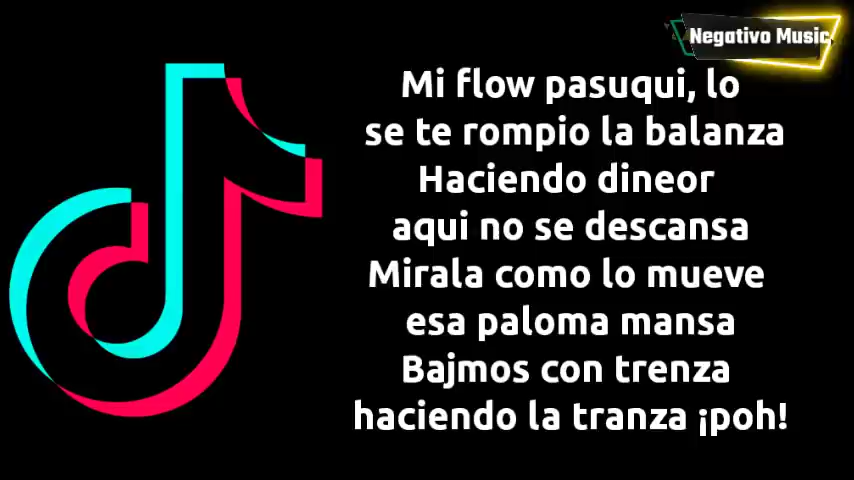 Negativo Music
Mi flow pasuqui, lo
se te rompio la balanza
Haciendo dineor
aqui no se descansa
Mirala como lo mueve
esa paloma mansa
Bajmos con trenza
haciendo la tranza ¡poh!